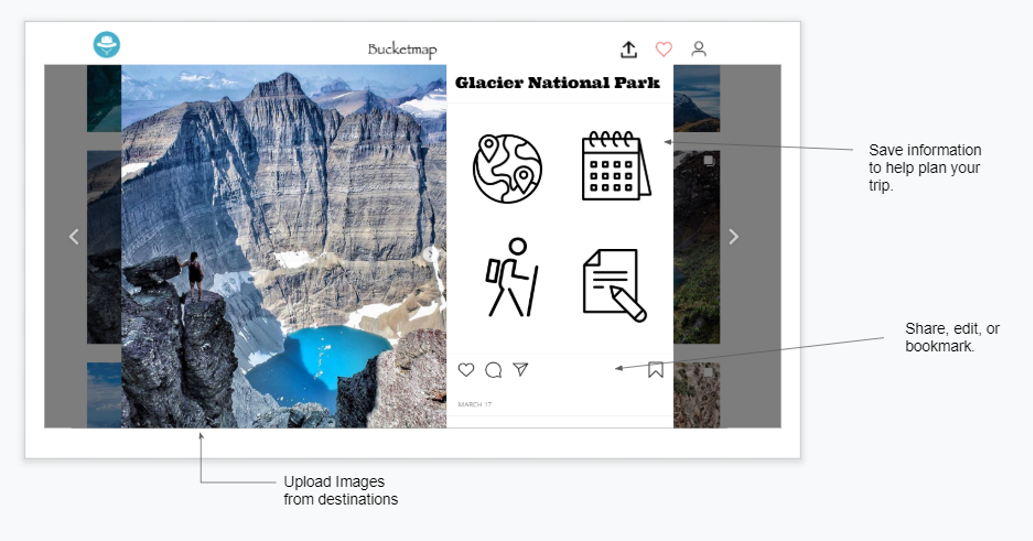 Bucketmap
Glacier National Park
Save information
to help plan your
trip.
Share, edit, or
bookmark.
MARCH 17
Upload Images
from destinations